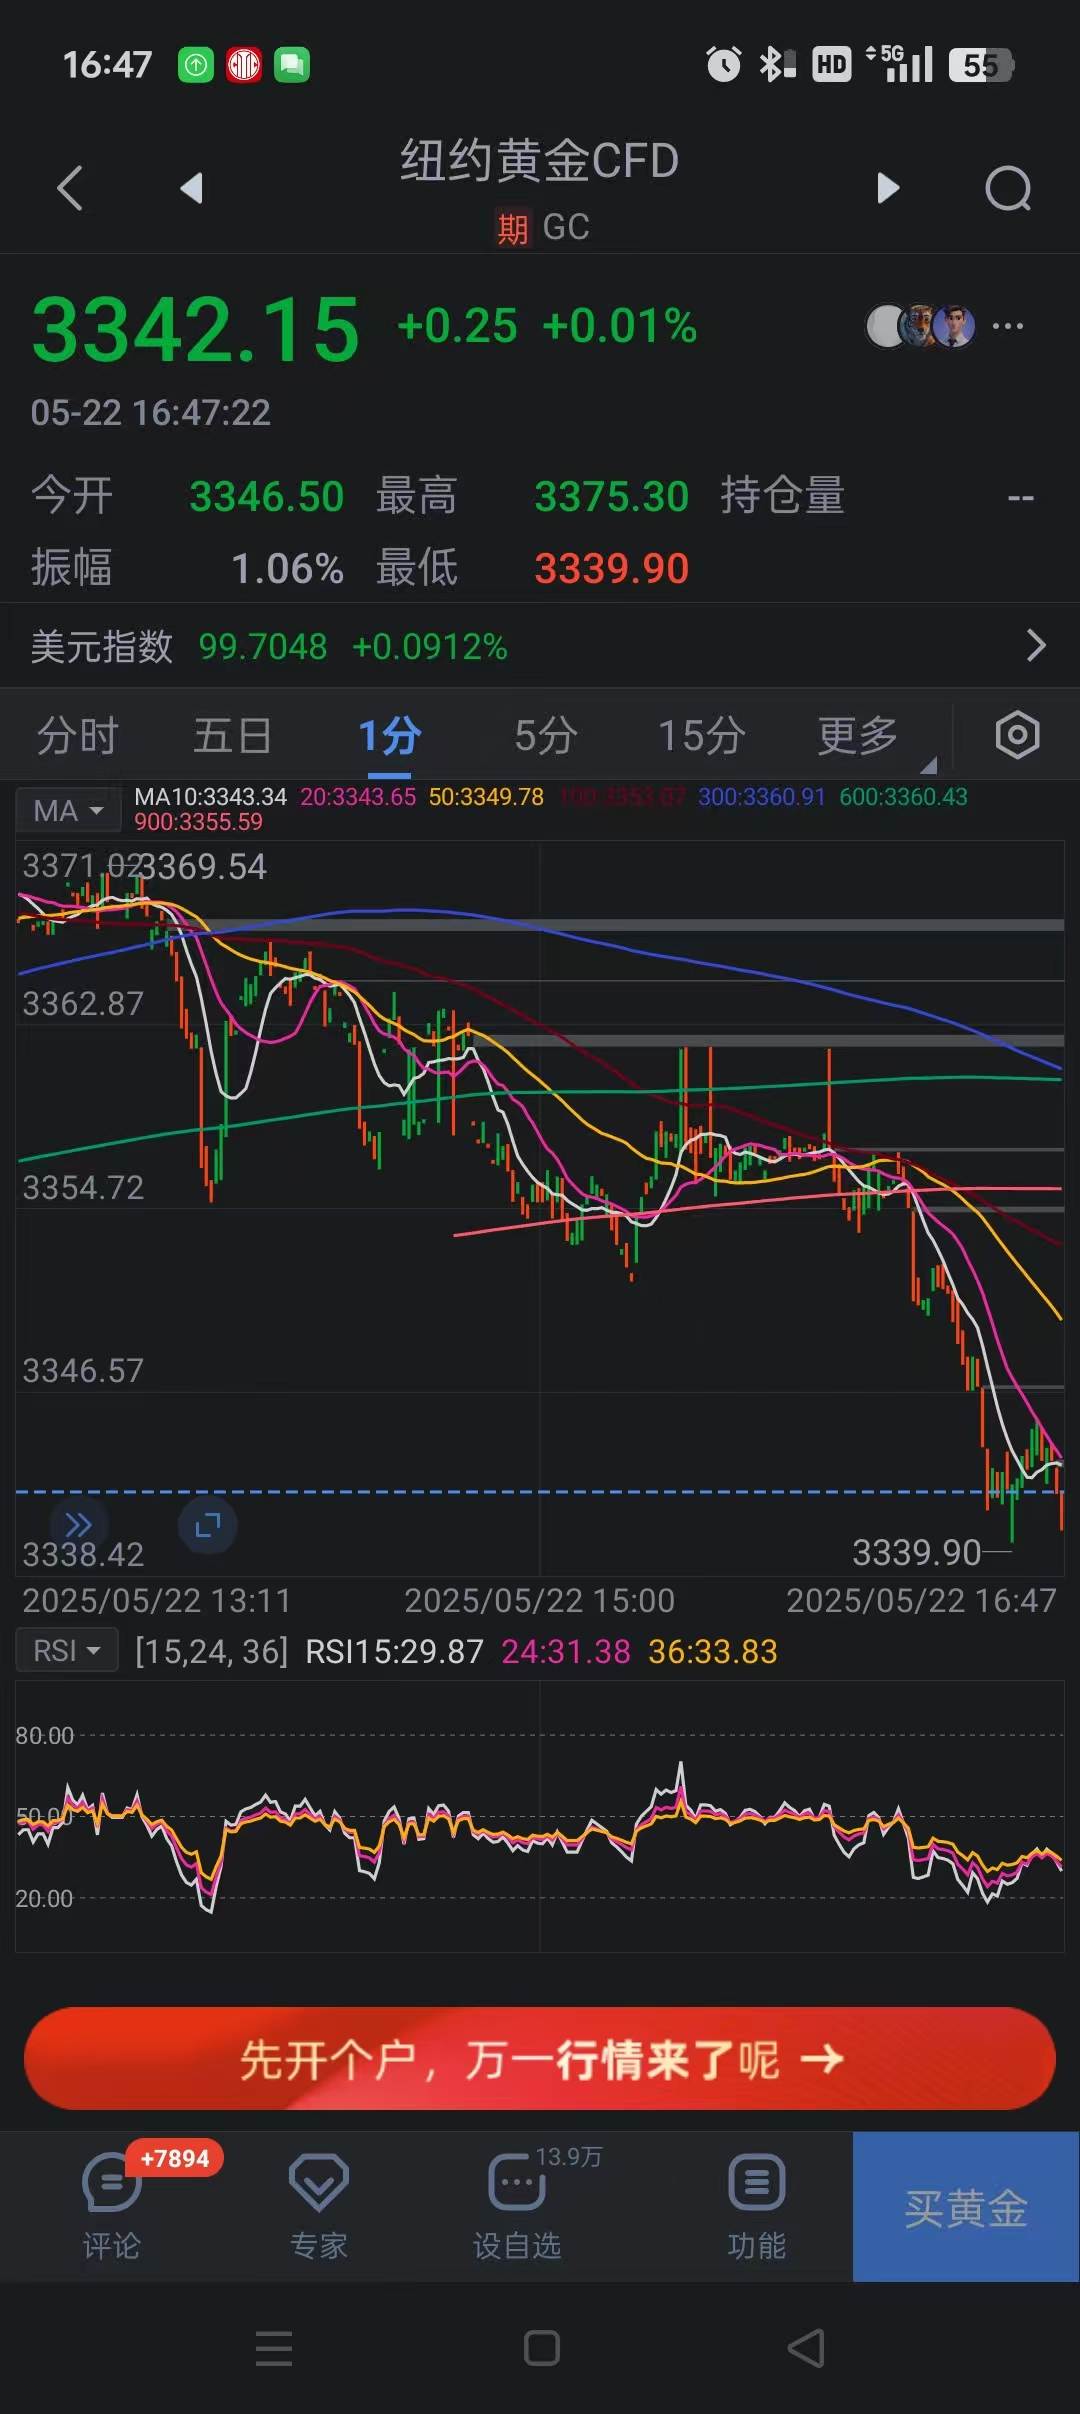 16:47 HD 5G 55
纽约黄金CFD
期 GC
3342.15 +0.25 +0.01%
05-22 16:47:22
今开 3346.50 最高 3375.30 持仓量 --
振幅 1.06% 最低 3339.90
美元指数 99.7048 +0.0912%
分时 五日 1分 5分 15分 更多
MA MA10:3343.34 20:3343.65 50:3349.78 100:3353.07 300:3360.91 600:3360.43
900:3355.59
3371.02 3369.54
3362.87
3354.72
3346.57
3339.90
3338.42
2025/05/22 13:11 2025/05/22 15:00 2025/05/22 16:47
RSI [15,24, 36] RSI15:29.87 24:31.38 36:33.83
80.00
50.00
20.00
先开个户，万一行情来了呢
+7894 13.9万
评论 专家 设自选 功能 买黄金